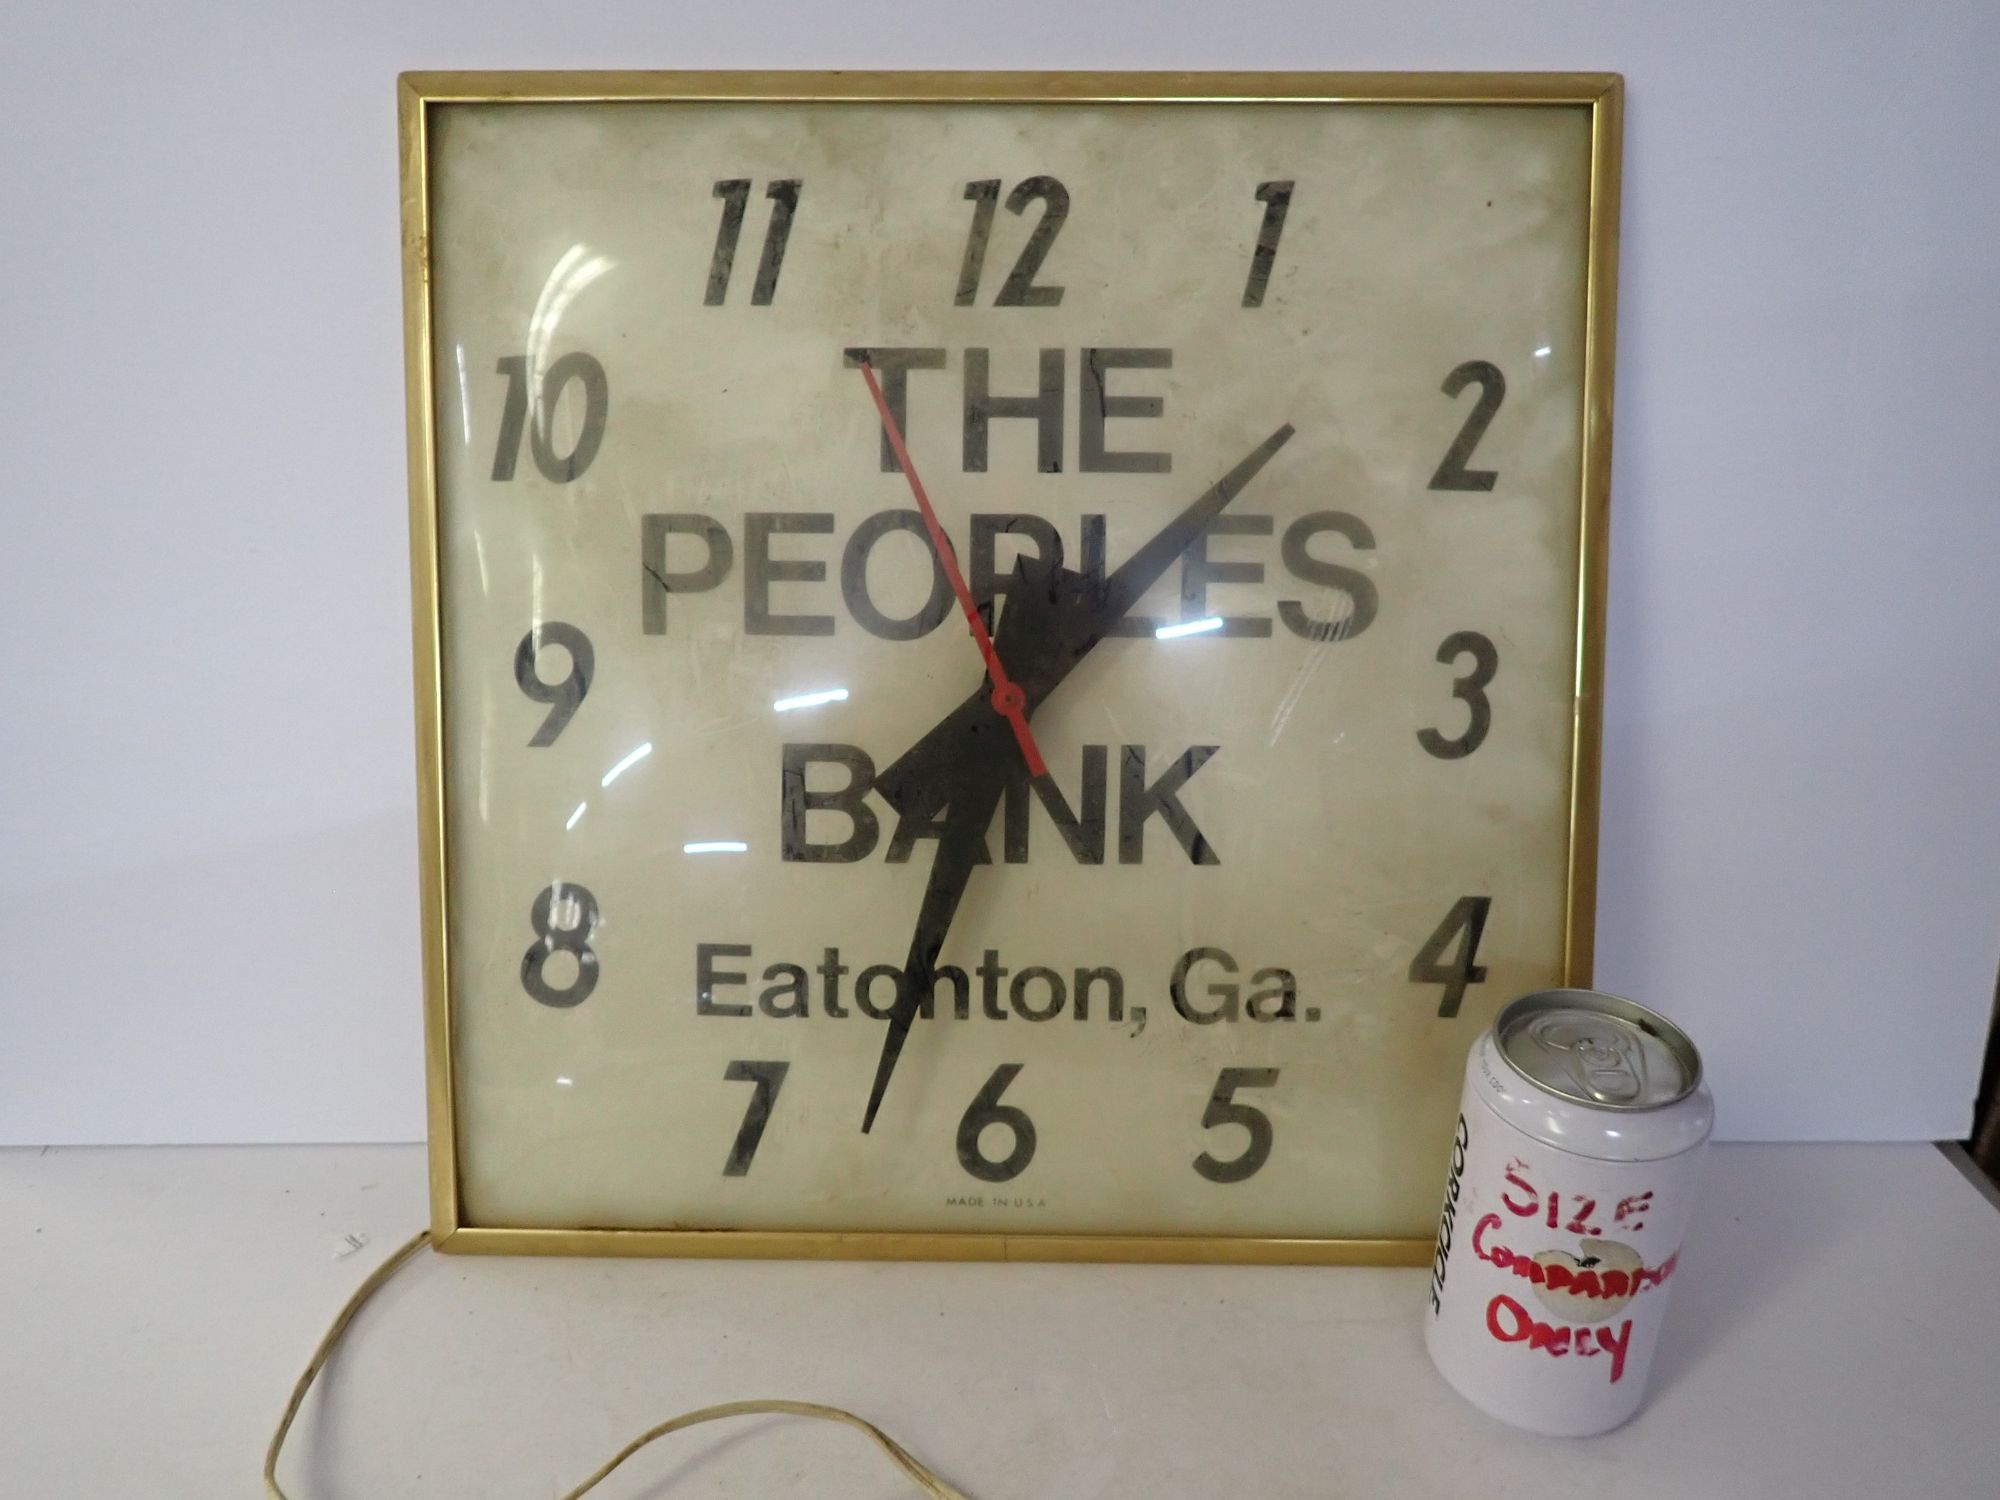 11 12 1
10 2
THE
PEOPLES
9 3
BANK
8 4
Eatonton, Ga.
7 6 5
MADE IN U S A
CORKCICLE
SIZE
Comparison
Only